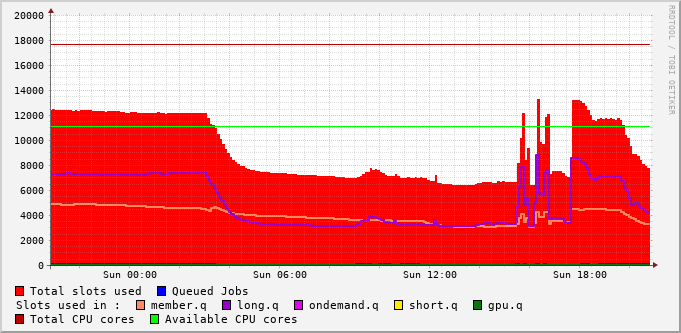 20000
18000
16000
14000
12000
10000
8000
6000
4000
2000
0
Sun 00:00 Sun 06:00 Sun 12:00 Sun 18:00
RRDTOOL / TOBI OETIKER
Total slots used Queued Jobs
Slots used in : member.q long.q ondemand.q short.q gpu.q
Total CPU cores Available CPU cores